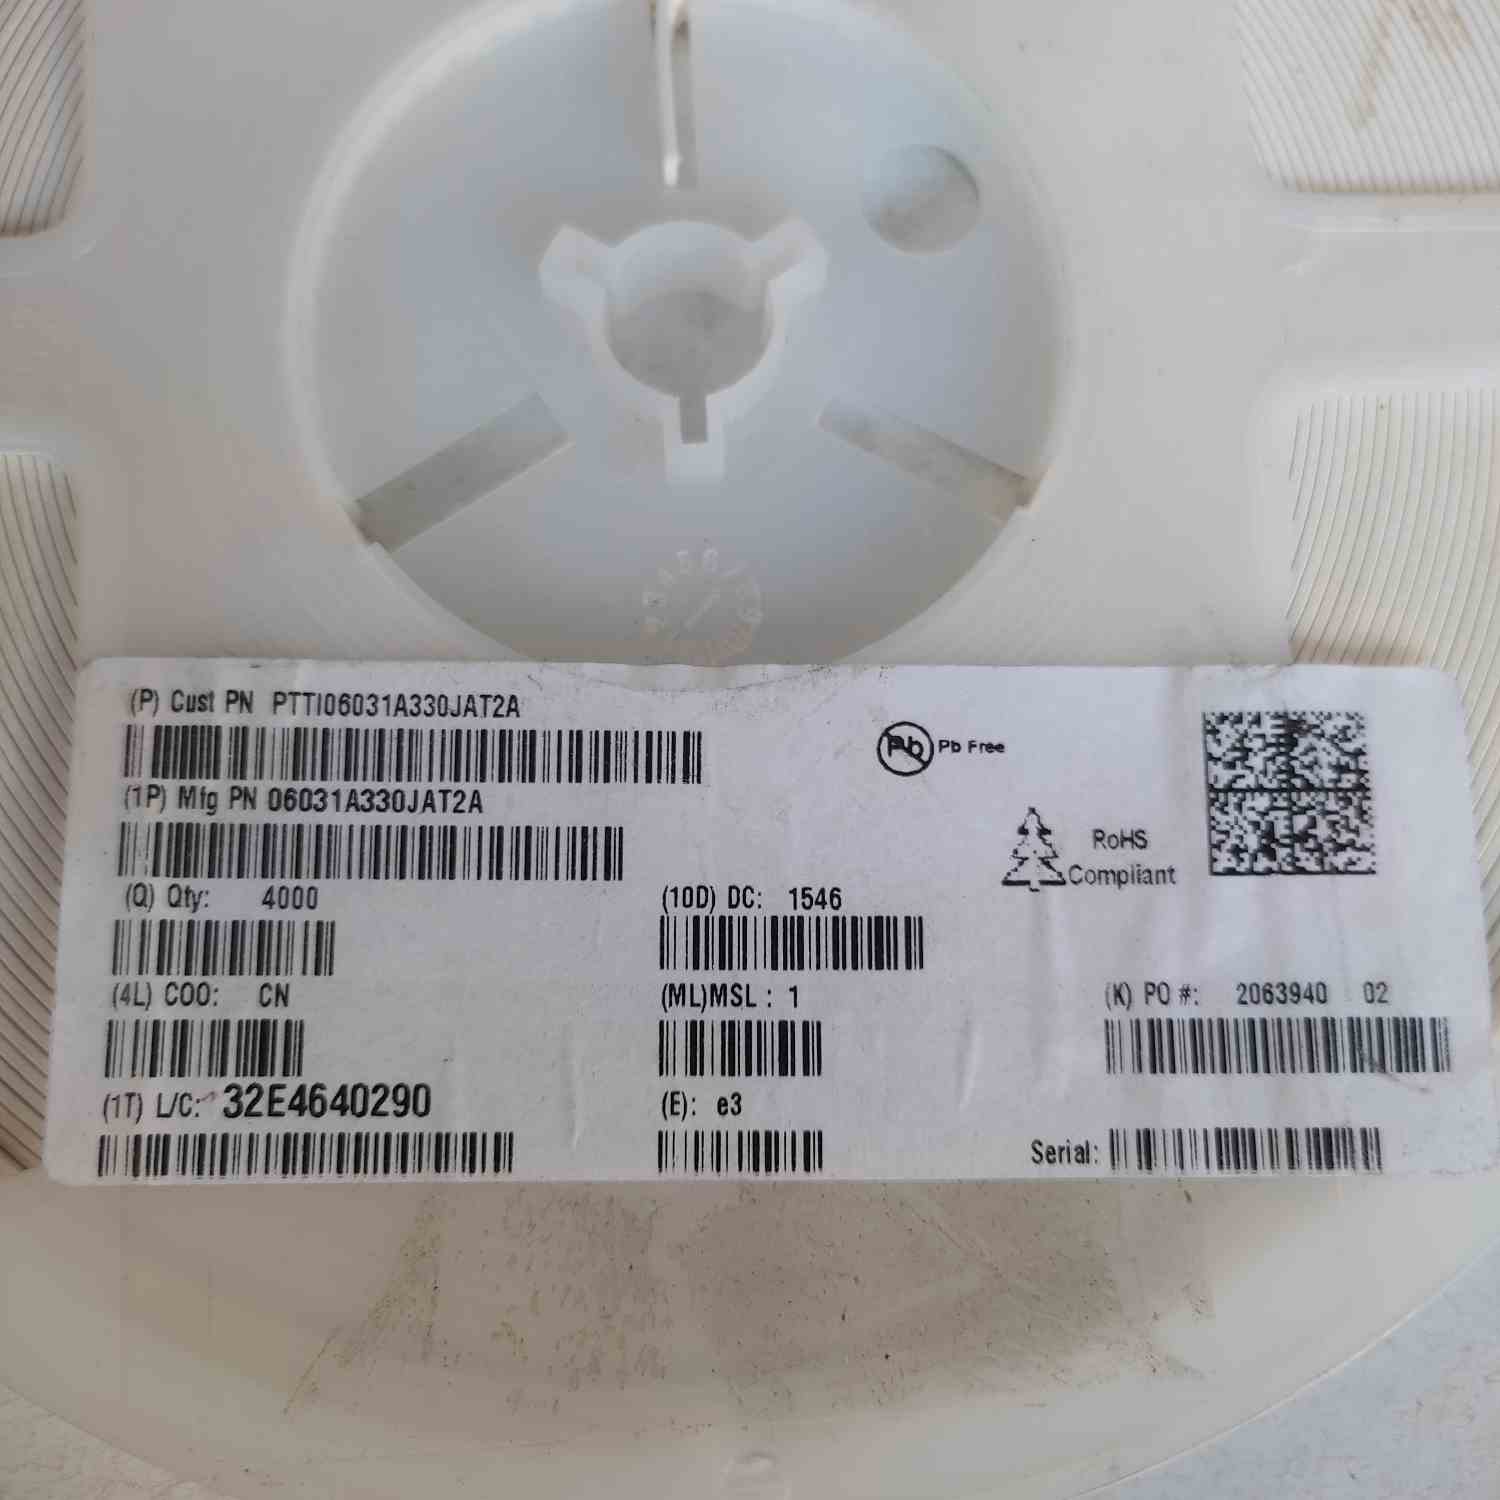 (P) Cust PN PTTI06031A330JAT2A
Pb Pb Free
(1P) Mfg PN 06031A330JAT2A
RoHS
Compliant
(Q) Qty: 4000
(10D) DC: 1546
(4L) COO: CN
(ML)MSL : 1
(K) PO #: 2063940 02
(1T) L/C: 32E4640290
(E): e3
Serial: